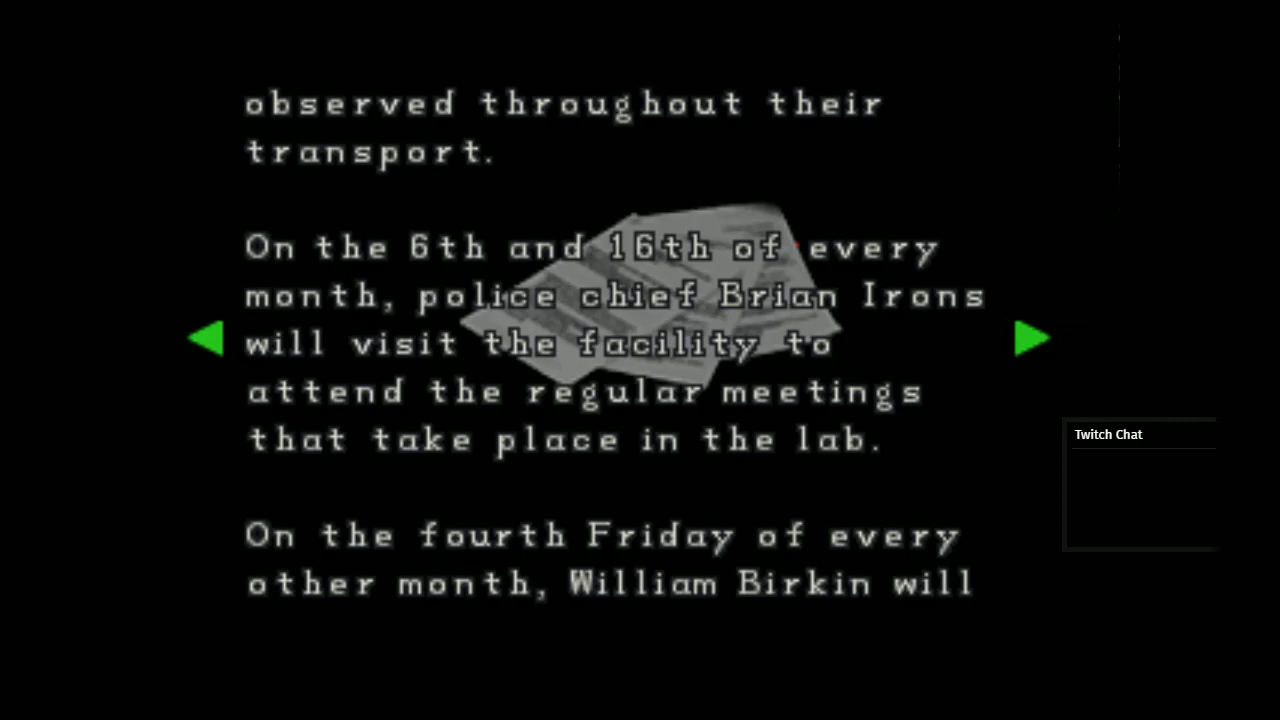 observed throughout their
transport.
On the 6th and 16th of every
month, police chief Brian Irons
will visit the facility to
attend the regular meetings
that take place in the lab.
On the fourth Friday of every
other month, William Birkin will
Twitch Chat